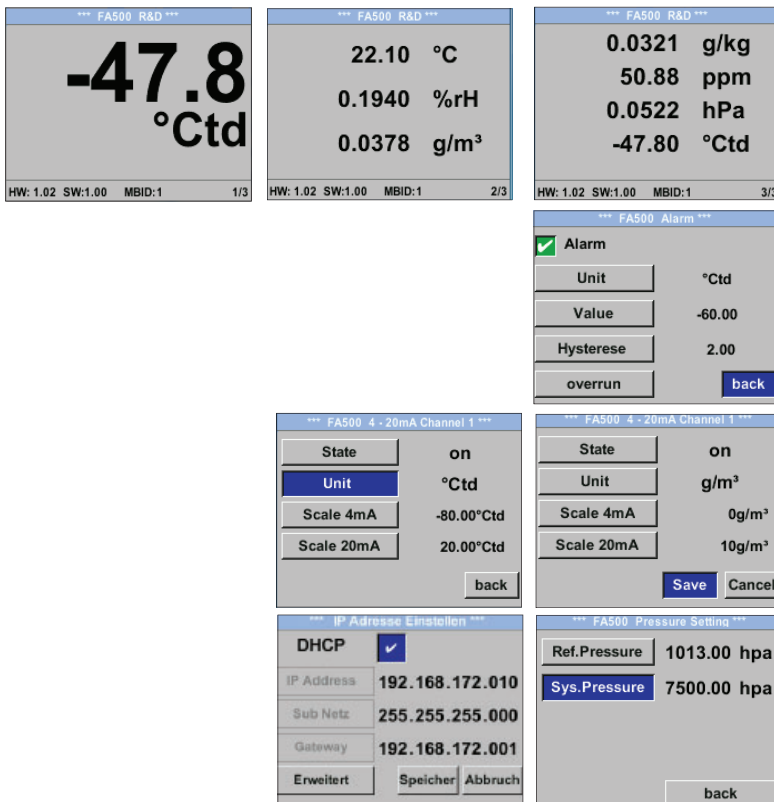 *** FA500 R&D ***
-47.8
°Ctd
HW: 1.02 SW:1.00 MBID:1 1/3
*** FA500 R&D ***
22.10 °C
0.1940 %rH
0.0378 g/m³
HW: 1.02 SW:1.00 MBID:1 2/3
*** FA500 R&D ***
0.0321 g/kg
50.88 ppm
0.0522 hPa
-47.80 °Ctd
HW: 1.02 SW:1.00 MBID:1 3/3
*** FA500 Alarm ***
Alarm
Unit °Ctd
Value -60.00
Hysterese 2.00
overrun back
*** FA500 4 - 20mA Channel 1 ***
State on
Unit °Ctd
Scale 4mA -80.00°Ctd
Scale 20mA 20.00°Ctd
back
*** FA500 4 - 20mA Channel 1 ***
State on
Unit g/m³
Scale 4mA 0g/m³
Scale 20mA 10g/m³
Save Cancel
*** IP Adresse Einstellen ***
DHCP
IP Address 192.168.172.010
Sub Netz 255.255.255.000
Gateway 192.168.172.001
Erweitert Speicher Abbruch
*** FA500 Pressure Setting ***
Ref.Pressure 1013.00 hpa
Sys.Pressure 7500.00 hpa
back